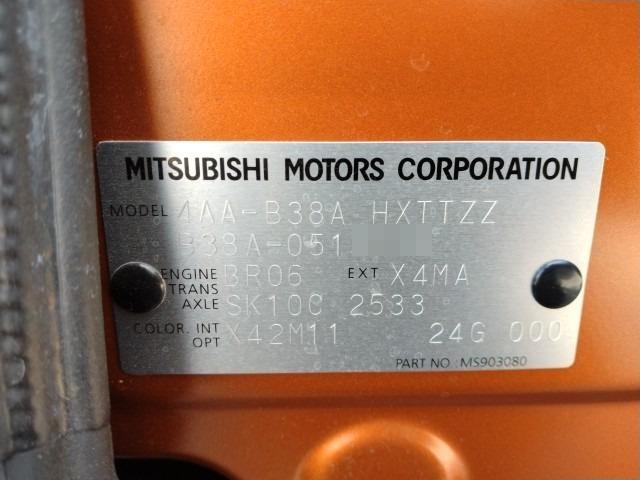 MITSUBISHI MOTORS CORPORATION
MODEL 4AA-B38A HXTTZZ
B38A-051
ENGINE BR06 EXT X4MA
TRANS
AXLE SK10C 2533
COLOR, INT X42M11 24G 000
OPT
PART NO : MS903080